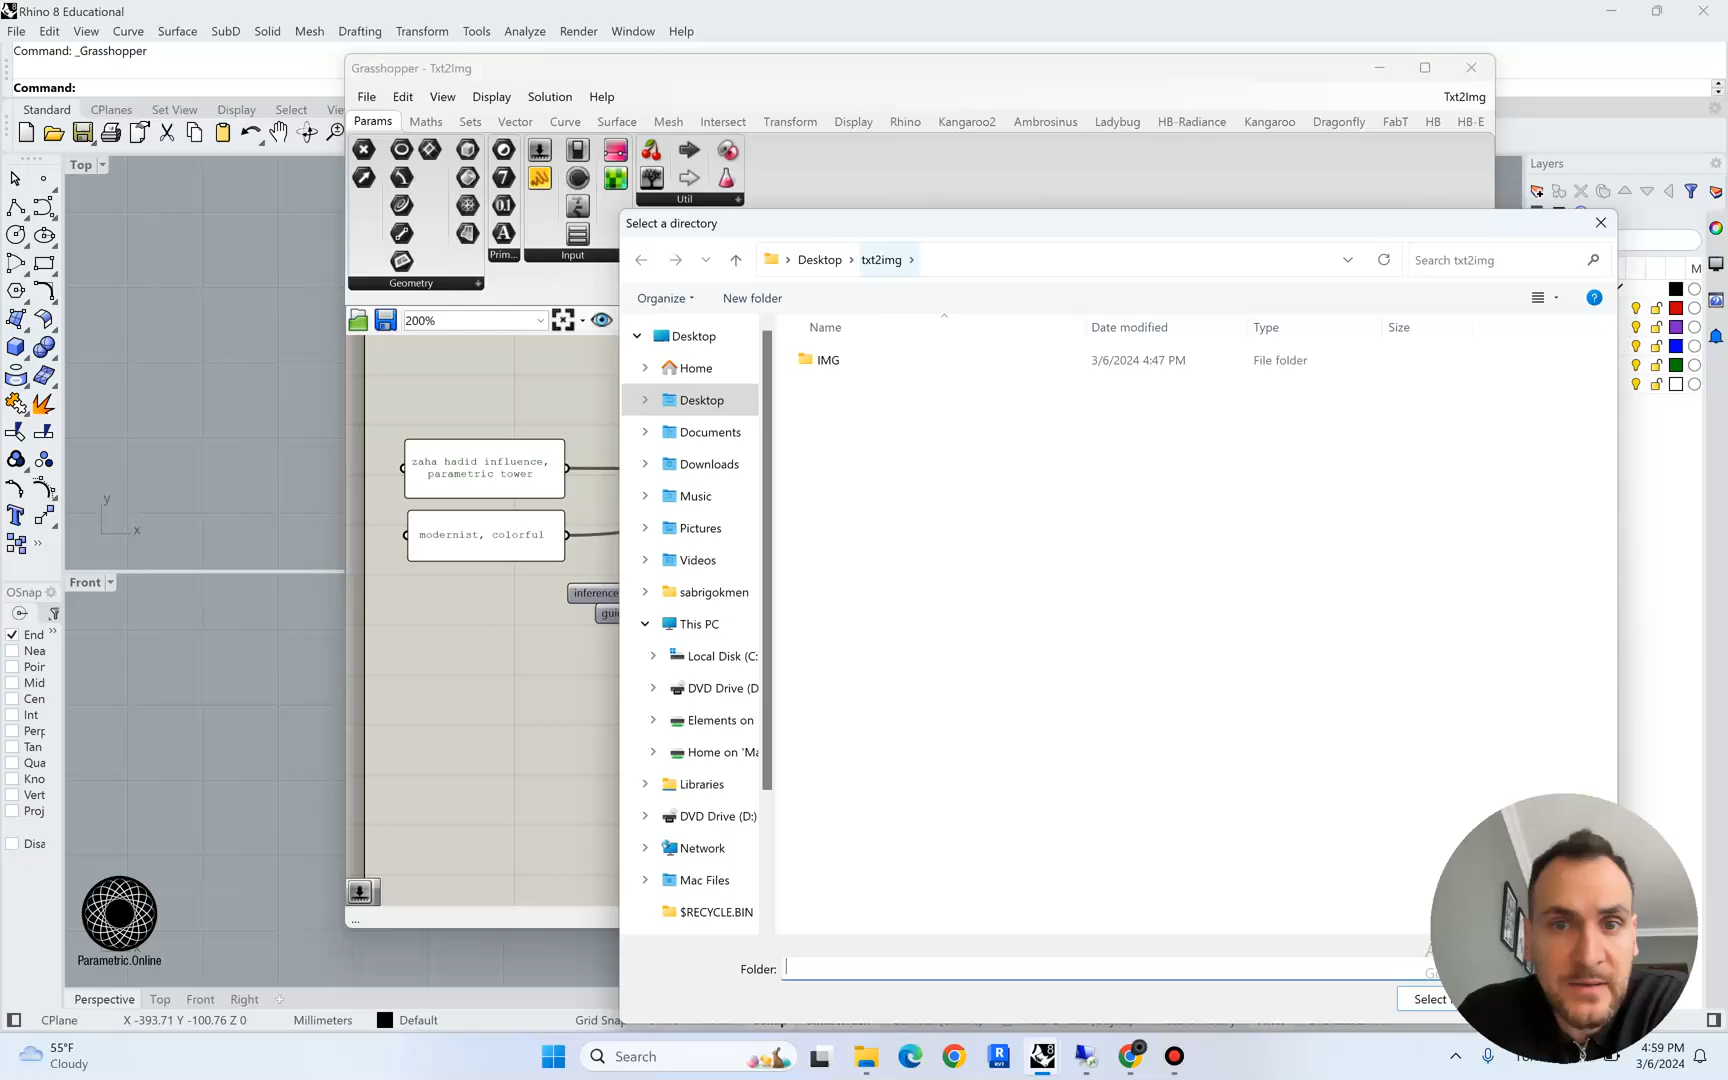 Rhino 8 Educational
File Edit View Curve Surface SubD Solid Mesh Drafting Transform Tools Analyze Render Window Help
Command: _Grasshopper
Command:
Standard CPlanes Set View Display Select
Top
Grasshopper - Txt2Img
File Edit View Display Solution Help
Txt2Img
Params Maths Sets Vector Curve Surface Mesh Intersect Transform Display Rhino Kangaroo2 Ambrosinus Ladybug HB-Radiance Kangaroo Dragonfly FabT HB HB-E
Geometry
Prim...
Input
Util
200%
zaha hadid influence,
parametric tower
modernist, colorful
inference
gui
...
Select a directory
Desktop
txt2img
Search txt2img
Organize
New folder
Name
Date modified
Type
Size
IMG
3/6/2024 4:47 PM
File folder
Desktop
Home
Desktop
Documents
Downloads
Music
Pictures
Videos
sabrigokmen
This PC
Local Disk (C:
DVD Drive (D
Elements on
Home on 'Ma
Libraries
DVD Drive (D:)
Network
Mac Files
$RECYCLE.BIN
Folder:
Select
Layers
M
y
x
Front
OSnap
End
Nea
Poir
Mid
Cen
Int
Perp
Tan
Qua
Kno
Vert
Proj
Disa
Parametric.Online
Perspective Top Front Right
CPlane X -393.71 Y -100.76 Z 0 Millimeters Default Grid Snap
55°F
Cloudy
Search
4:59 PM
3/6/2024